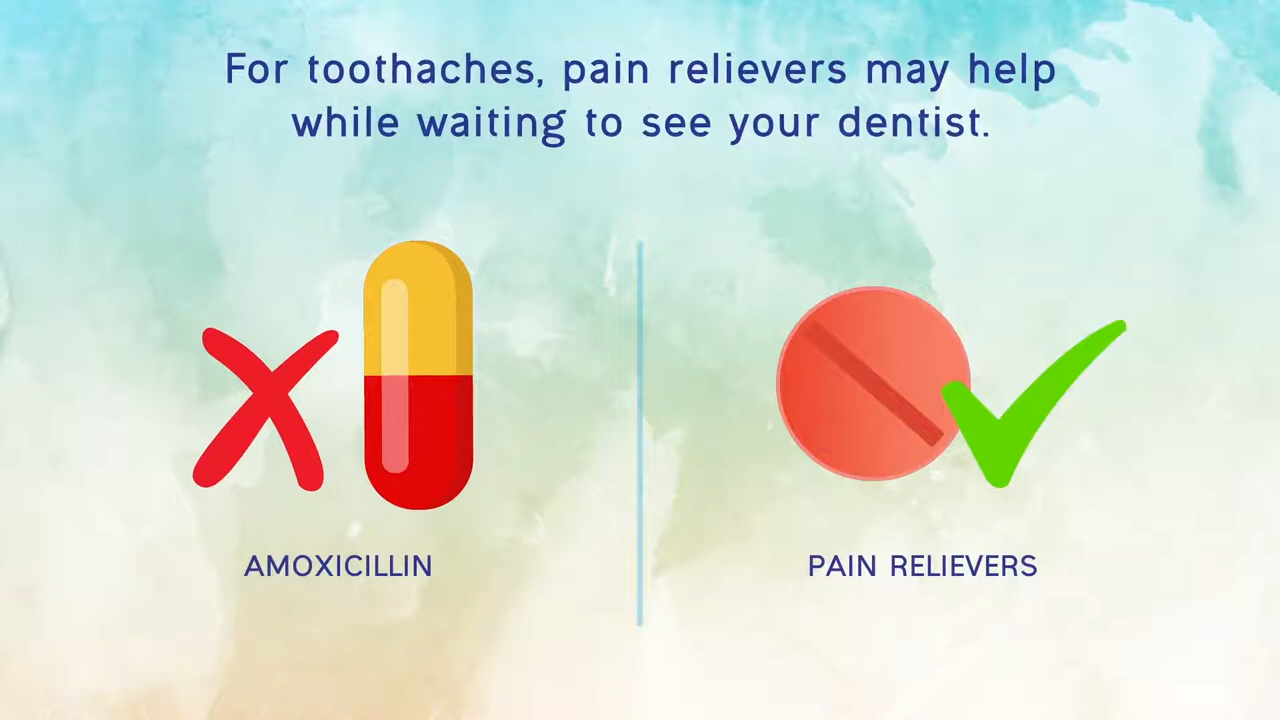 For toothaches, pain relievers may help
while waiting to see your dentist.
AMOXICILLIN
PAIN RELIEVERS